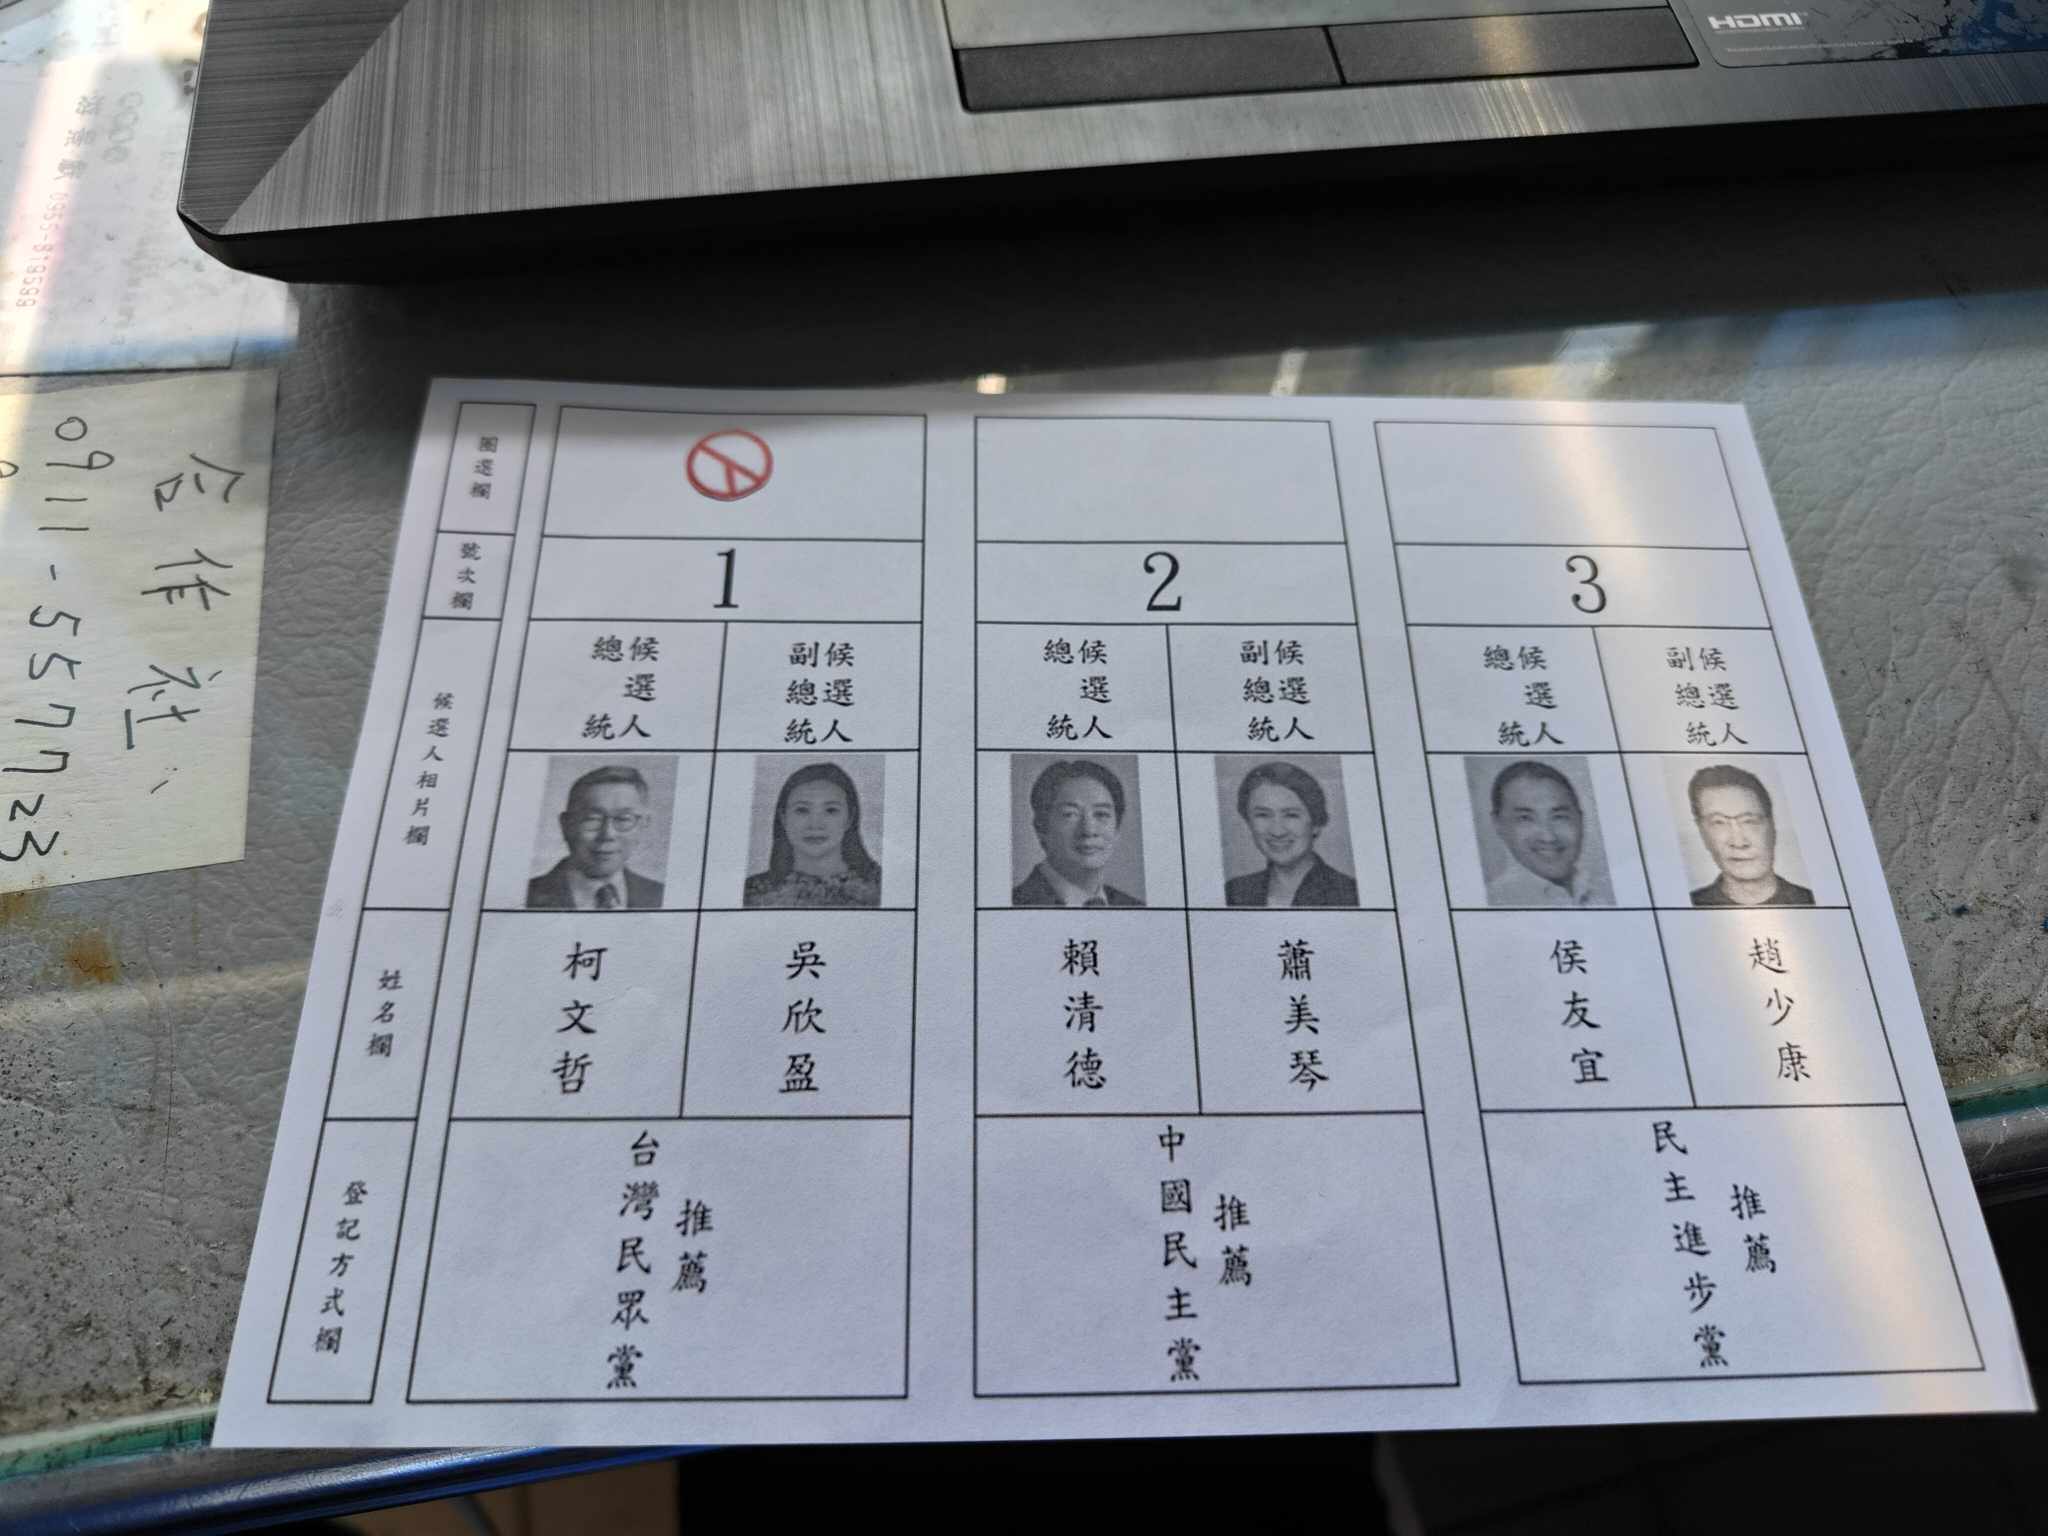 HDMI
0955-819599
合作社
0911-557723
圈選欄
號次欄
1
2
3
候選人相片欄
總統候選人
副總統候選人
總統候選人
副總統候選人
總統候選人
副總統候選人
姓名欄
柯文哲
吳欣盈
賴清德
蕭美琴
侯友宜
趙少康
登記方式欄
台灣民眾黨
推薦
中國民主黨
推薦
民主進步黨
推薦